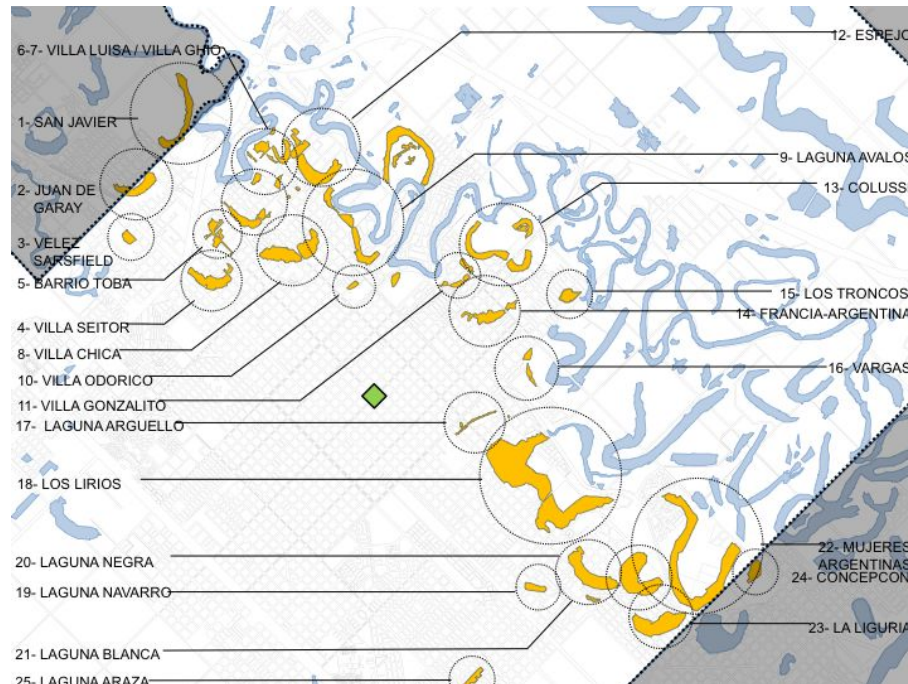 6-7- VILLA LUISA / VILLA GHIO
12- ESPEJO
1- SAN JAVIER
9- LAGUNA AVALOS
2- JUAN DE
GARAY
13- COLUSSI
3- VELEZ
SARSFIELD
5- BARRIO TOBA
15- LOS TRONCOS
4- VILLA SEITOR
14- FRANCIA-ARGENTINA
8- VILLA CHICA
16- VARGAS
10- VILLA ODORICO
11- VILLA GONZALITO
17- LAGUNA ARGUELLO
18- LOS LIRIOS
20- LAGUNA NEGRA
22- MUJERES
ARGENTINAS
24- CONCEPCON
19- LAGUNA NAVARRO
23- LA LIGURIA
21- LAGUNA BLANCA
25- LAGUNA ARAZA